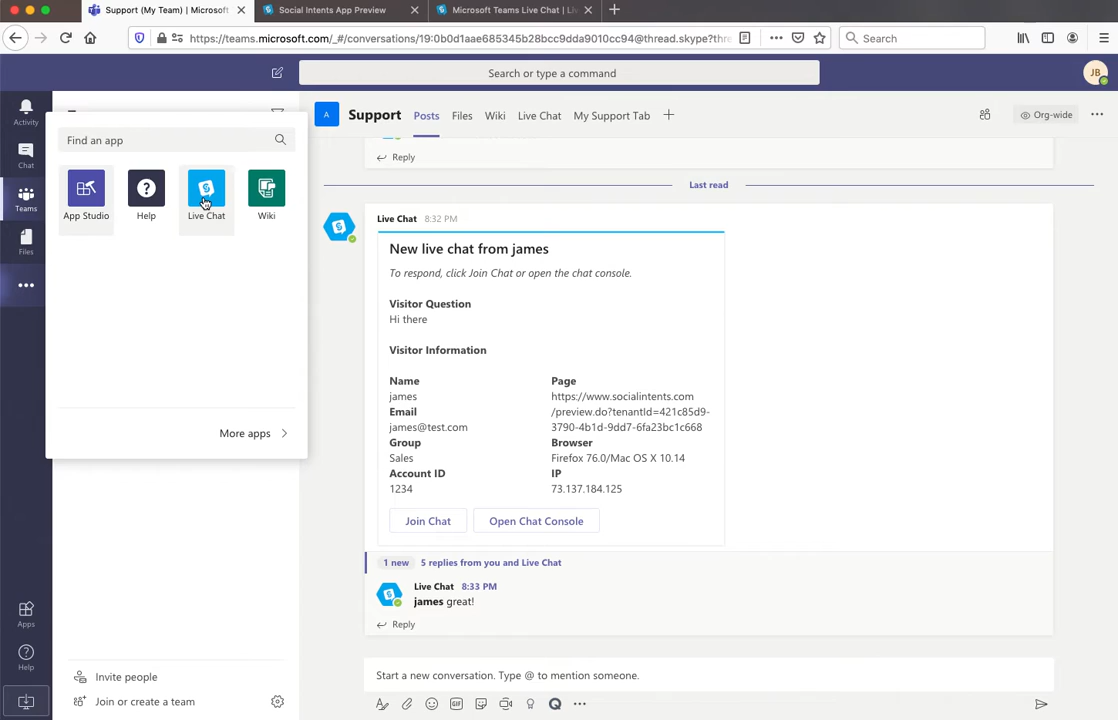 Support (My Team) | Microsoft
Social Intents App Preview
Microsoft Teams Live Chat | Li
https://teams.microsoft.com/_#/conversations/19:0b0d1aae685345b28bcc9dda9010cc94@thread.skype?thre
Search
Search or type a command
JB
Activity
Chat
Teams
Files
Apps
Help
Find an app
App Studio
Help
Live Chat
Wiki
More apps
Invite people
Join or create a team
A
Support
Posts
Files
Wiki
Live Chat
My Support Tab
Org-wide
Reply
Last read
Live Chat 8:32 PM
New live chat from james
To respond, click Join Chat or open the chat console.
Visitor Question
Hi there
Visitor Information
Name
james
Email
james@test.com
Group
Sales
Account ID
1234
Page
https://www.socialintents.com
/preview.do?tenantId=421c85d9-
3790-4b1d-9dd7-6fa23bc1c668
Browser
Firefox 76.0/Mac OS X 10.14
IP
73.137.184.125
Join Chat
Open Chat Console
1 new 5 replies from you and Live Chat
Live Chat 8:33 PM
james great!
Reply
Start a new conversation. Type @ to mention someone.